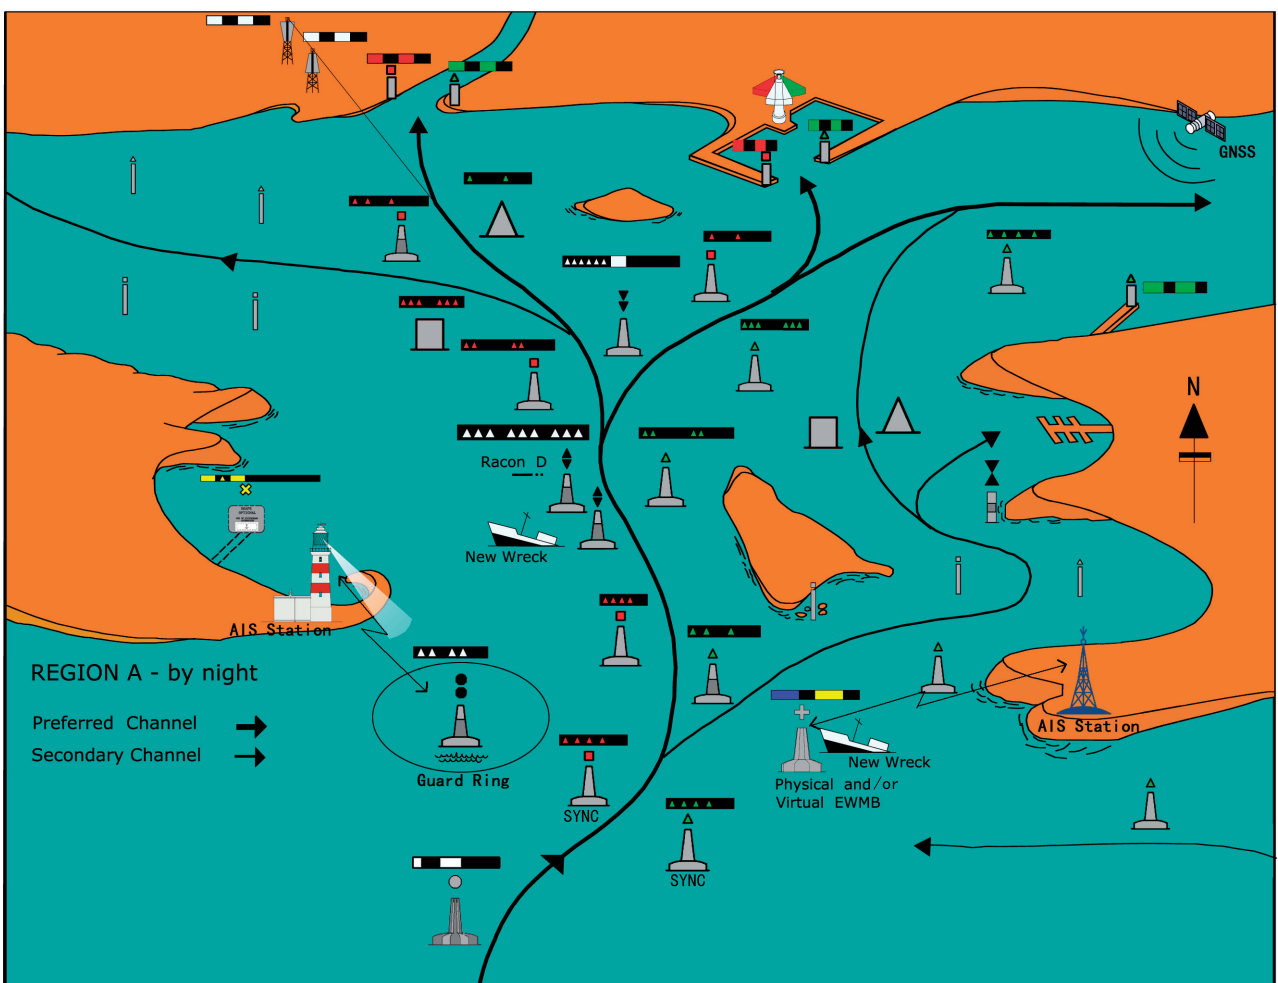 GNSS
N
Racon D
New Wreck
AIS Station
REGION A - by night
Preferred Channel
Secondary Channel
Guard Ring
AIS Station
New Wreck
Physical and/or
Virtual EWMB
SYNC
SYNC